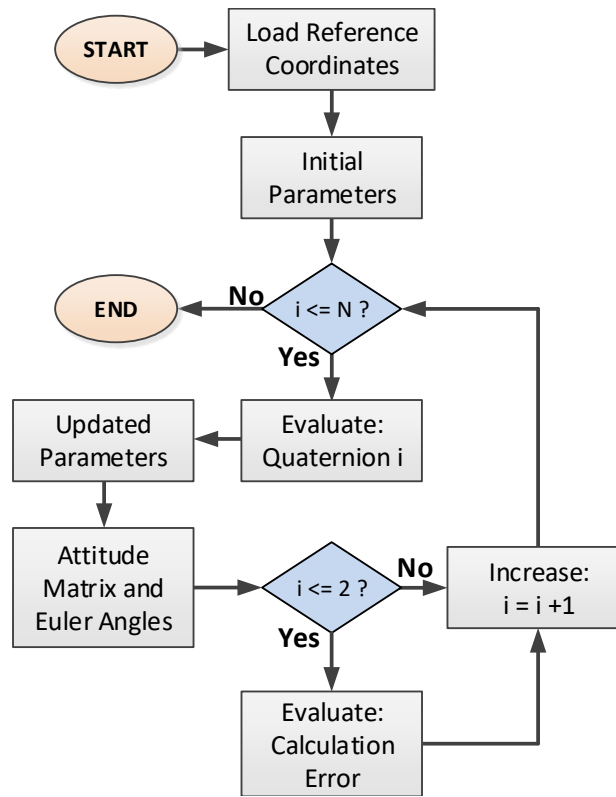 START
Load Reference
Coordinates
Initial
Parameters
END
No
i <= N ?
Yes
Updated
Parameters
Evaluate:
Quaternion i
Attitude
Matrix and
Euler Angles
i <= 2 ?
No
Increase:
i = i +1
Yes
Evaluate:
Calculation
Error